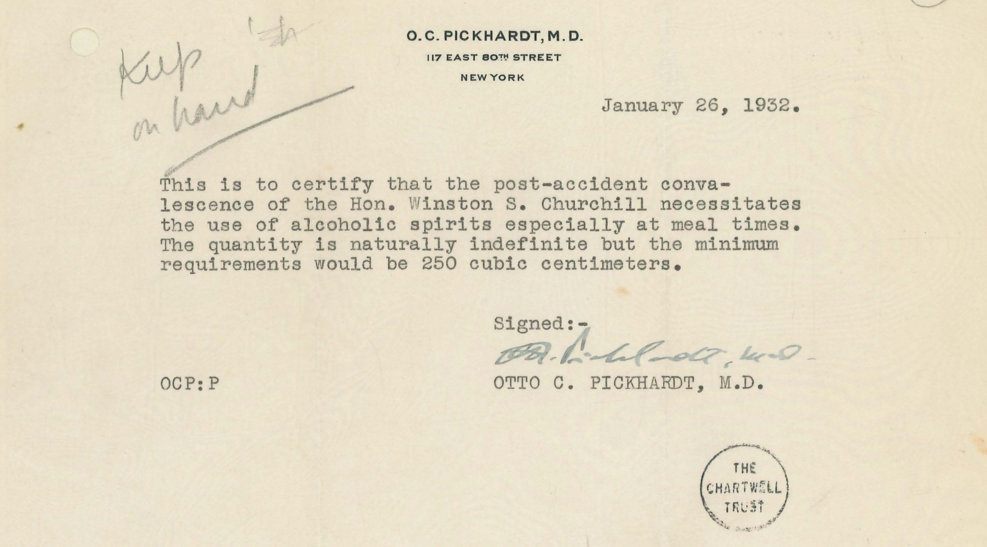 O. C. PICKHARDT, M. D.
117 EAST 80TH STREET
NEW YORK
Keep
on hand
January 26, 1932.
This is to certify that the post-accident conva-
lescence of the Hon. Winston S. Churchill necessitates
the use of alcoholic spirits especially at meal times.
The quantity is naturally indefinite but the minimum
requirements would be 250 cubic centimeters.
Signed:-
Pickhardt, M.D.
OCP:P OTTO C. PICKHARDT, M.D.
THE
CHARTWELL
TRUST